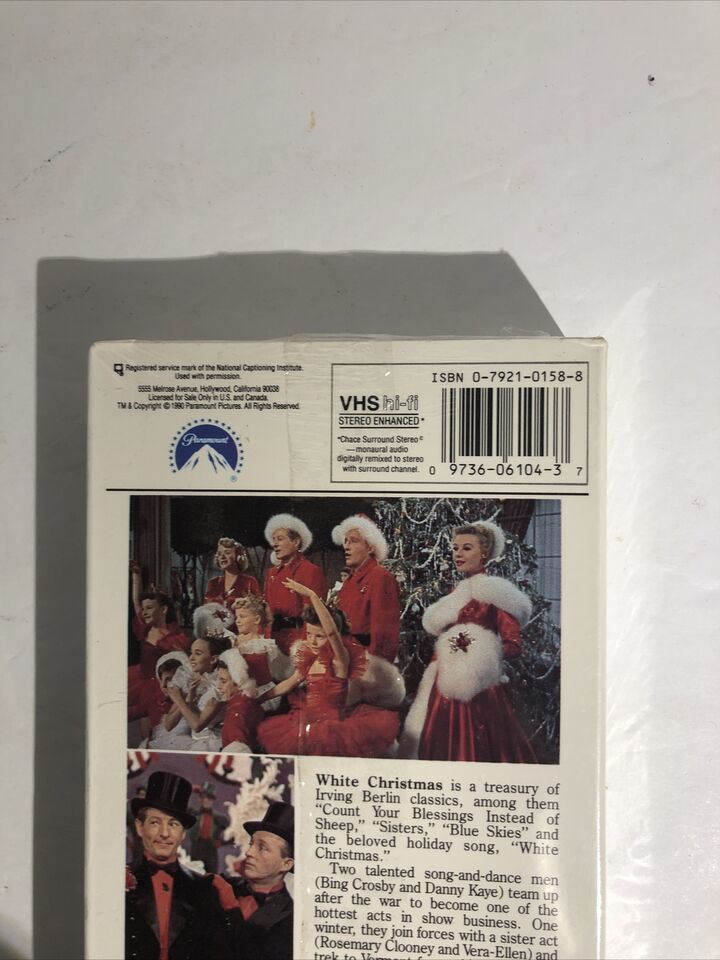 Registered service mark of the National Captioning Institute.
Used with permission.
5555 Melrose Avenue, Hollywood, California 90038
Licensed for Sale Only in U.S. and Canada.
TM & Copyright © 1990 Paramount Pictures. All Rights Reserved.
Paramount
®
VHS hi-fi
STEREO ENHANCED*
*Chace Surround Stereo©
—monaural audio
digitally remixed to stereo
with surround channel.
ISBN 0-7921-0158-8
0 9736-06104-3 7
White Christmas is a treasury of
Irving Berlin classics, among them
“Count Your Blessings Instead of
Sheep,” “Sisters,” “Blue Skies” and
the beloved holiday song, “White
Christmas.”
Two talented song-and-dance men
(Bing Crosby and Danny Kaye) team up
after the war to become one of the
hottest acts in show business. One
winter, they join forces with a sister act
(Rosemary Clooney and Vera-Ellen) and
trek to Vermont